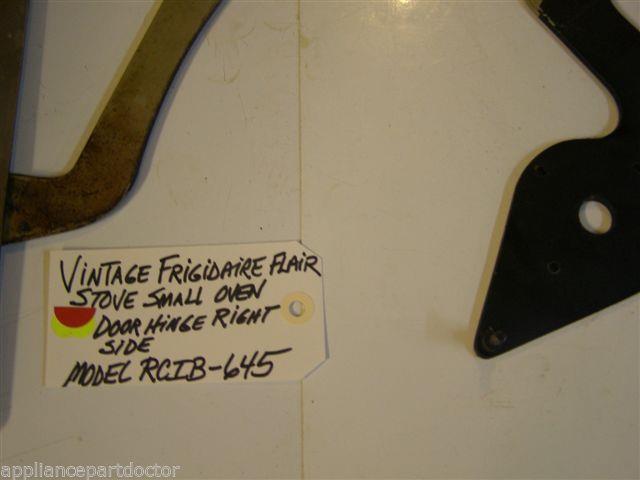 VINTAGE FRIGIDAIRE FLAIR
STOVE SMALL OVEN
DOOR HINGE RIGHT
SIDE
MODEL RCIB-645
appliancepartdoctor